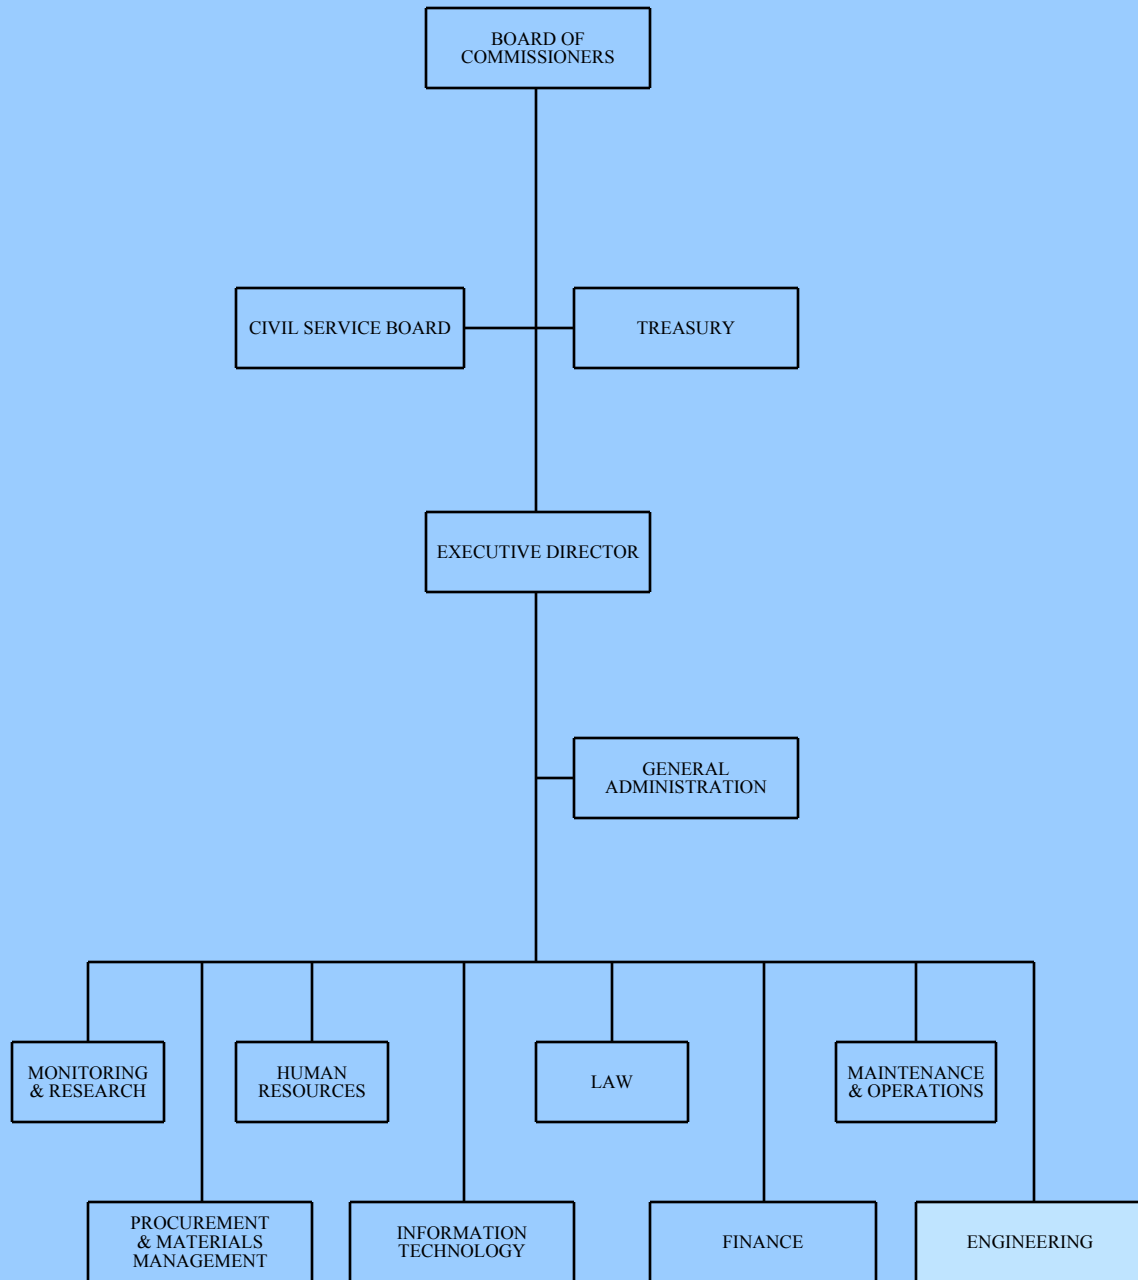 BOARD OF
COMMISSIONERS
CIVIL SERVICE BOARD
TREASURY
EXECUTIVE DIRECTOR
GENERAL
ADMINISTRATION
MONITORING
& RESEARCH
HUMAN
RESOURCES
LAW
MAINTENANCE
& OPERATIONS
PROCUREMENT
& MATERIALS
MANAGEMENT
INFORMATION
TECHNOLOGY
FINANCE
ENGINEERING